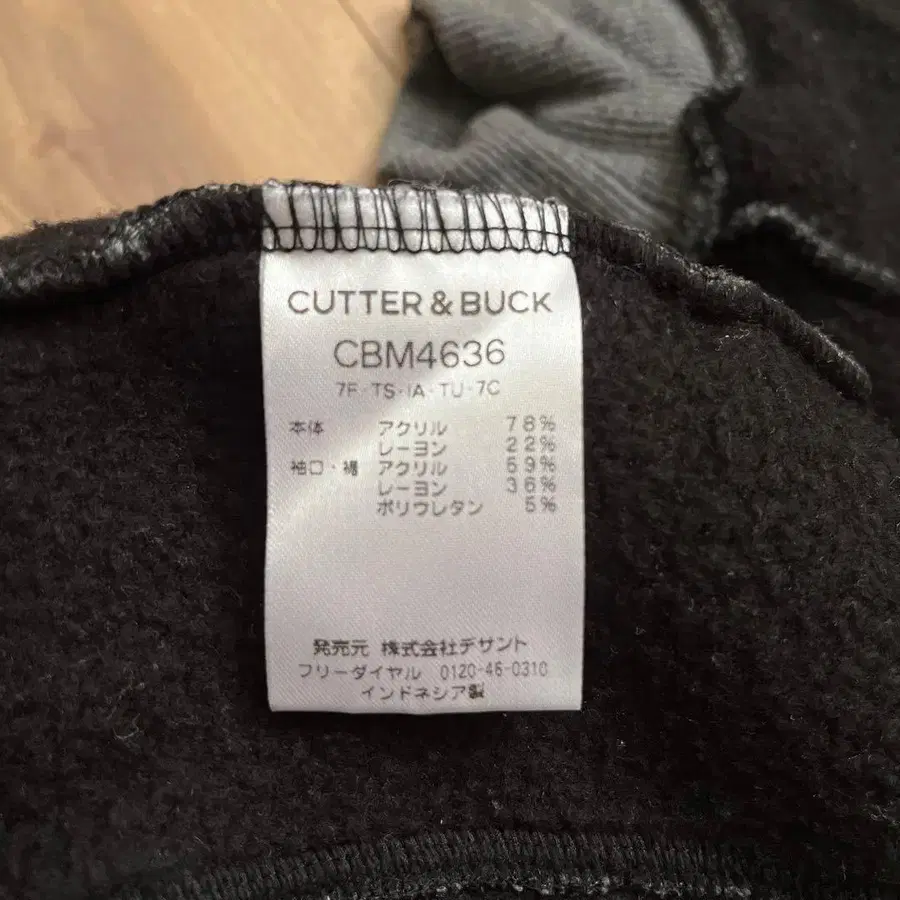 CUTTER & BUCK
CBM4636
7F・TS・IA・TU・7C
本体 アクリル 78%
レーヨン 22%
袖口・裾 アクリル 59%
レーヨン 36%
ポリウレタン 5%
発売元 株式会社デサント
フリーダイヤル 0120-46-0310
インドネシア製